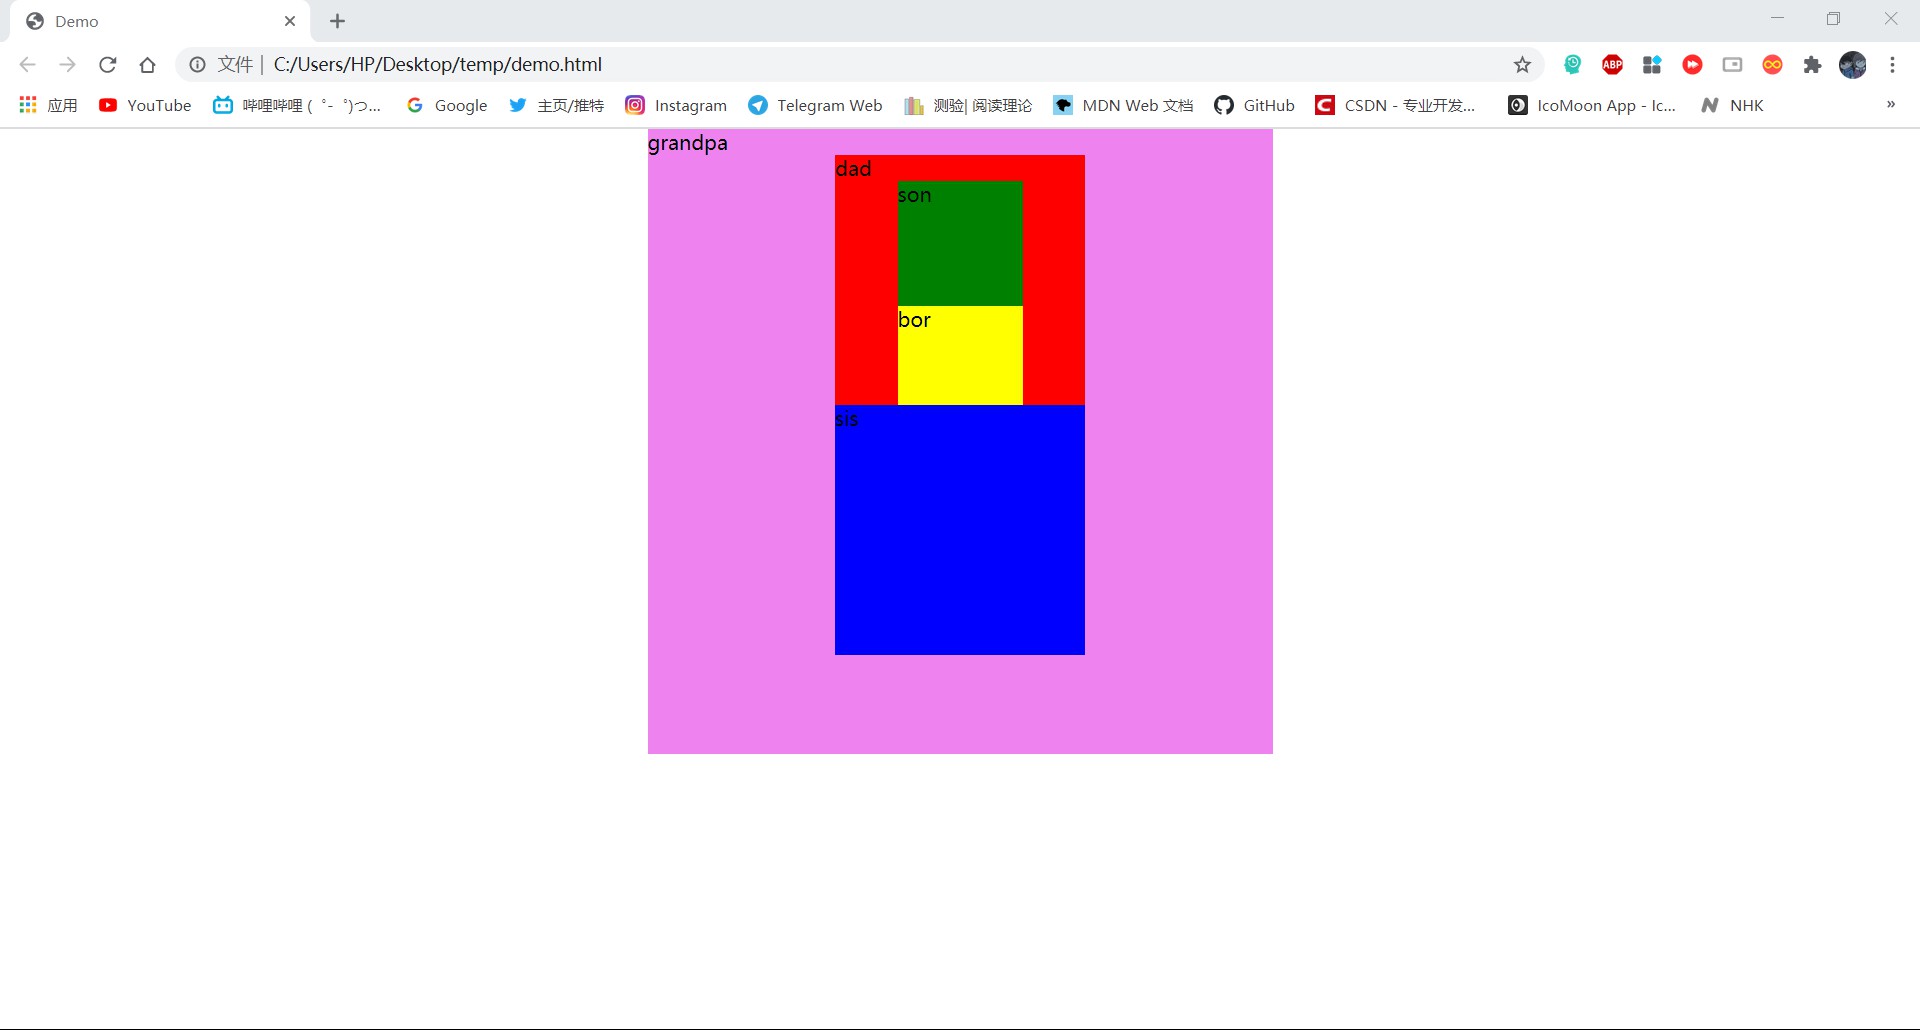 Demo
文件 | C:/Users/HP/Desktop/temp/demo.html
ABP
应用 YouTube 哔哩哔哩 ( ゜- ゜)つ... Google 主页/推特 Instagram Telegram Web 测验| 阅读理论 MDN Web 文档 GitHub CSDN - 专业开发... IcoMoon App - Ic... NHK »
grandpa
dad
son
bor
sis